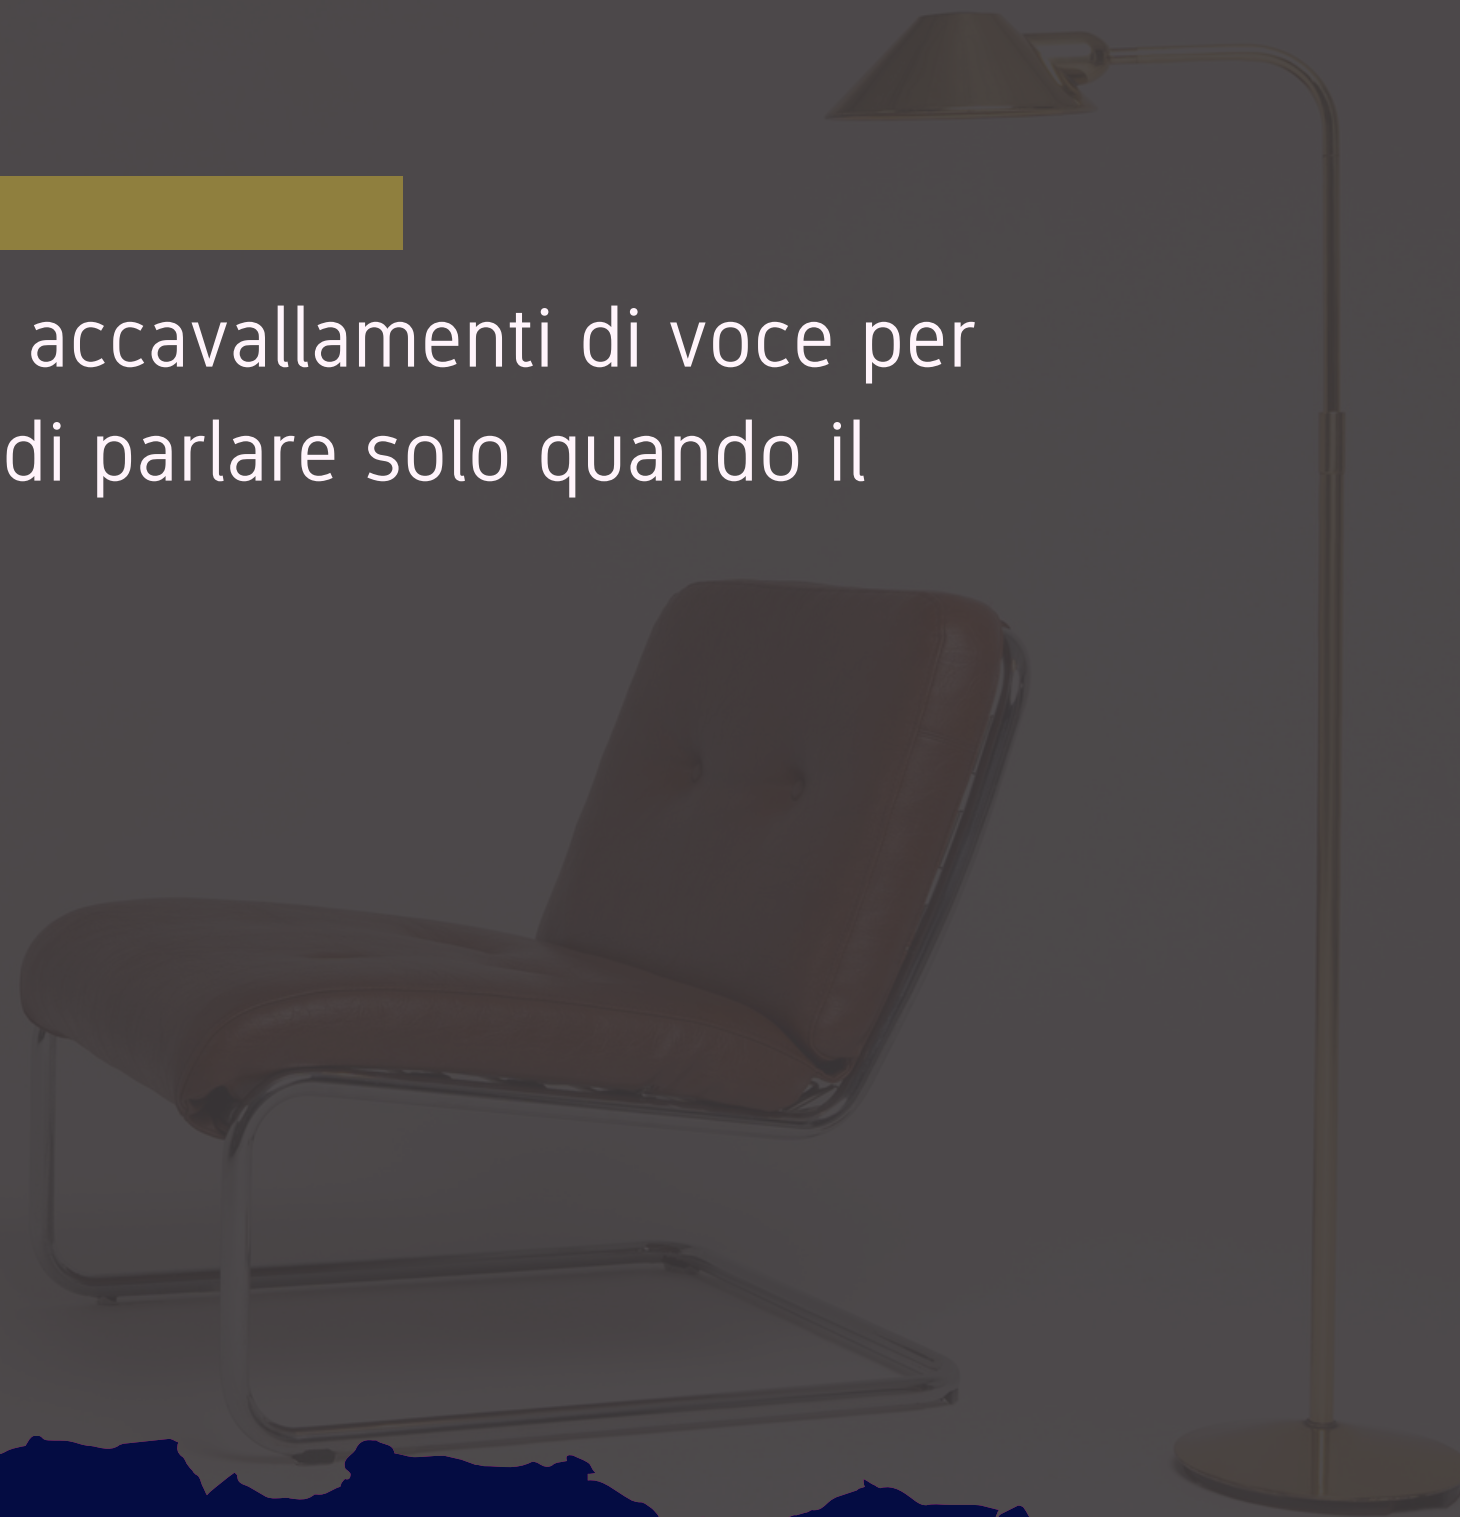 accavallamenti di voce per
di parlare solo quando il